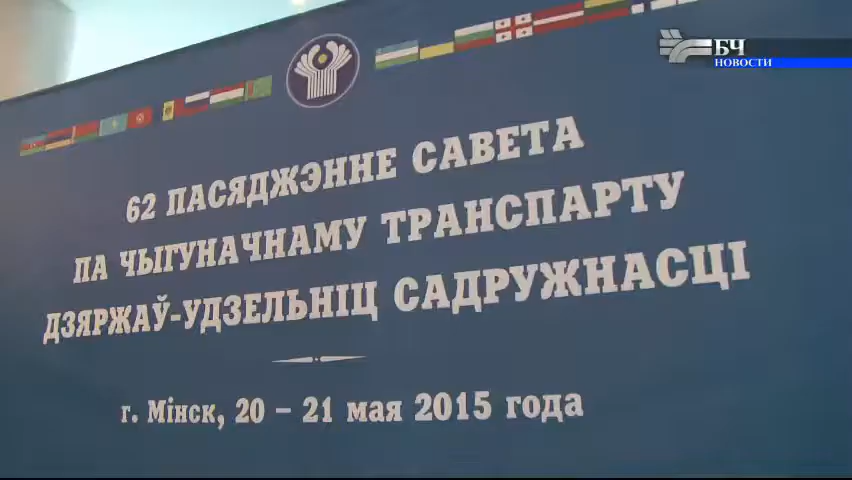 БЧ
НОВОСТИ
62 ПАСЯДЖЭННЕ САВЕТА
ПА ЧЫГУНАЧНАМУ ТРАНСПАРТУ
ДЗЯРЖАЎ-УДЗЕЛЬНІЦ САДРУЖНАСЦІ
г. Мінск, 20 – 21 мая 2015 года